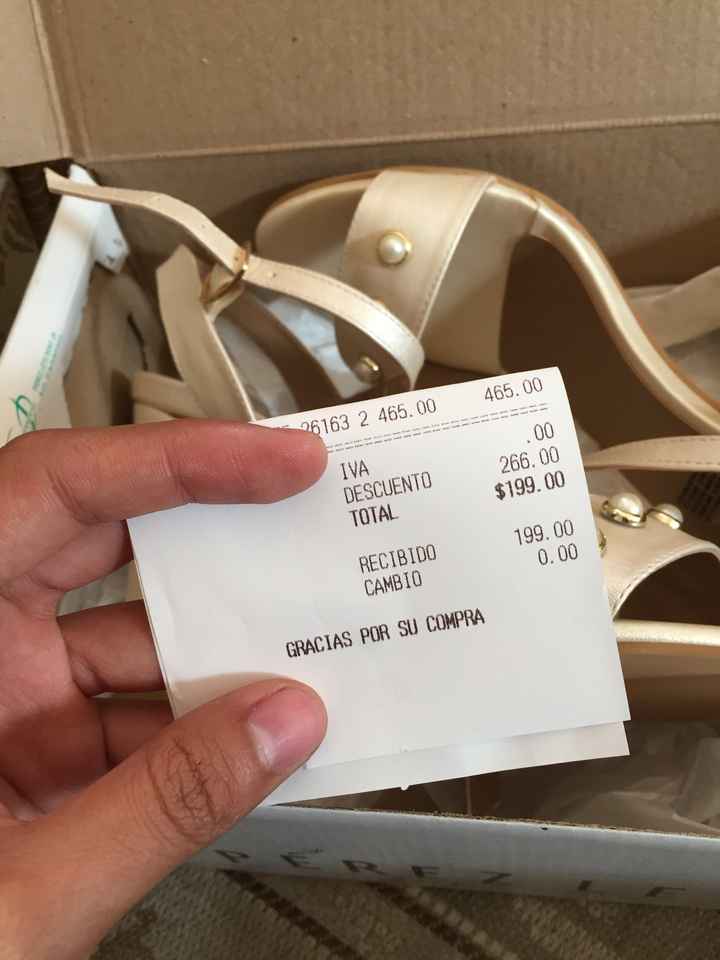 26163 2 465.00 465.00
IVA .00
DESCUENTO 266.00
TOTAL $199.00
RECIBIDO 199.00
CAMBIO 0.00
GRACIAS POR SU COMPRA